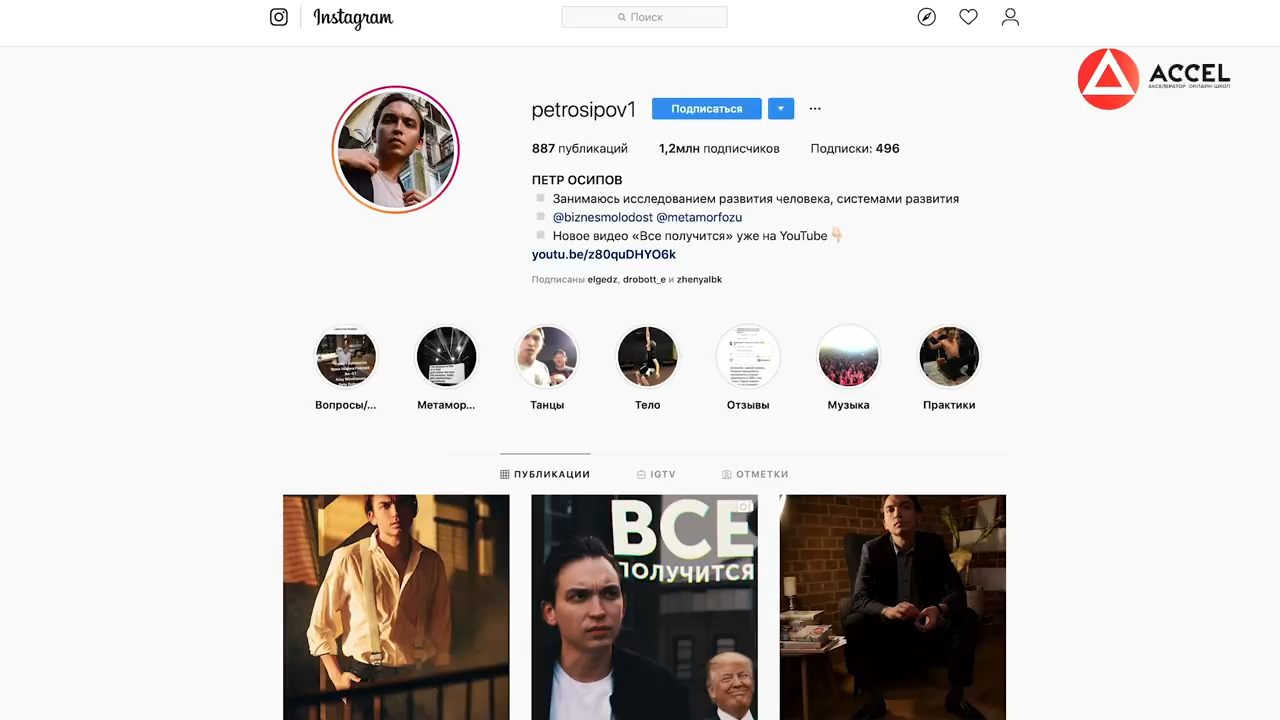 Instagram
Поиск
ACCEL
АКСЕЛЕРАТОР ОНЛАЙН-ШКОЛ
petrosipov1
Подписаться
887 публикаций 1,2млн подписчиков Подписки: 496
ПЕТР ОСИПОВ
Занимаюсь исследованием развития человека, системами развития
@biznesmolodost @metamorfozu
Новое видео «Все получится» уже на YouTube
youtu.be/z80quDHYO6k
Подписаны elgedz, drobott_e и zhenyalbk
Вопросы/... Метамор... Танцы Тело Отзывы Музыка Практики
ПУБЛИКАЦИИ IGTV ОТМЕТКИ
ВСЕ
ПОЛУЧИТСЯ